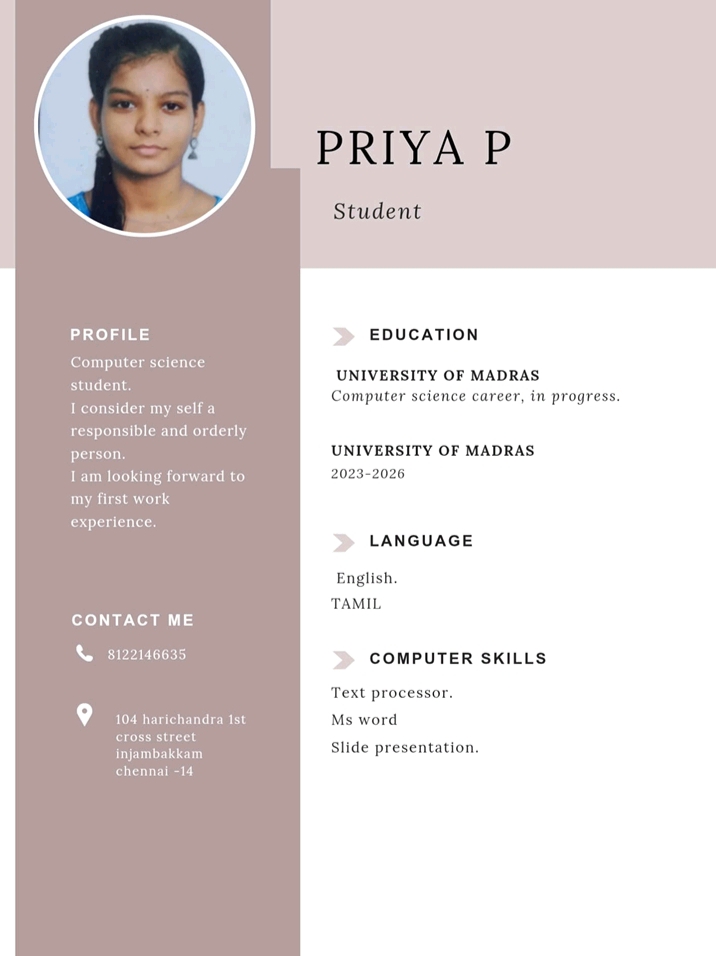 PRIYA P
Student
PROFILE
Computer science
student.
I consider my self a
responsible and orderly
person.
I am looking forward to
my first work
experience.
CONTACT ME
8122146635
104 harichandra 1st
cross street
injambakkam
chennai -14
EDUCATION
UNIVERSITY OF MADRAS
Computer science career, in progress.
UNIVERSITY OF MADRAS
2023-2026
LANGUAGE
English.
TAMIL
COMPUTER SKILLS
Text processor.
Ms word
Slide presentation.